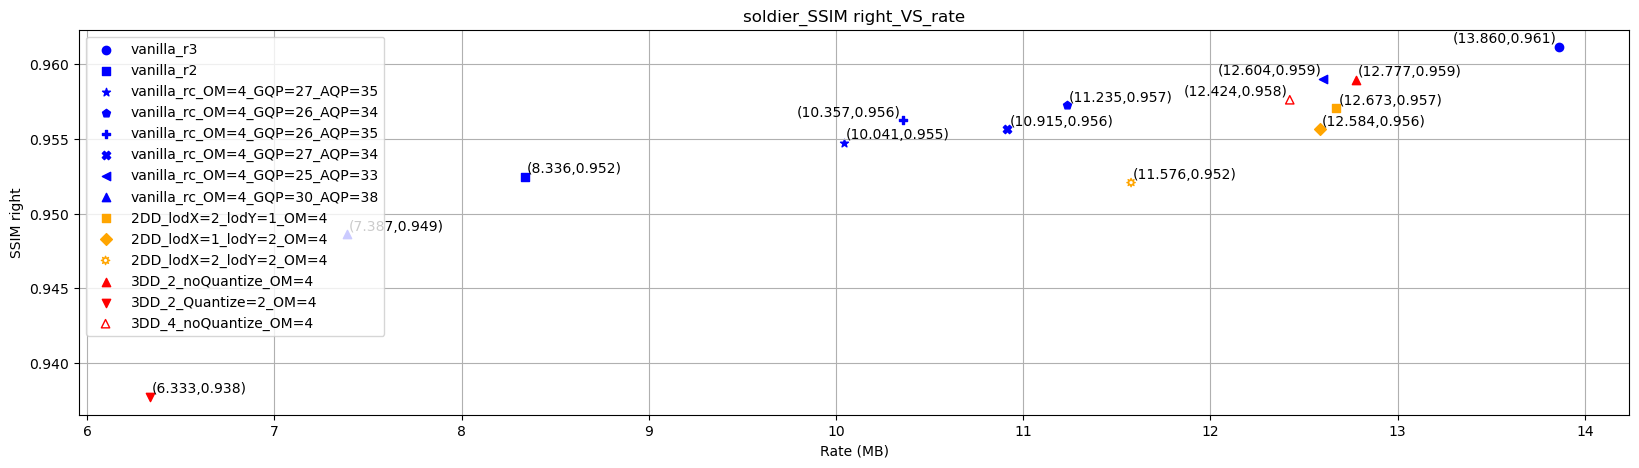 soldier_SSIM right_VS_rate
vanilla_r3
vanilla_r2
vanilla_rc_OM=4_GQP=27_AQP=35
vanilla_rc_OM=4_GQP=26_AQP=34
vanilla_rc_OM=4_GQP=26_AQP=35
vanilla_rc_OM=4_GQP=27_AQP=34
vanilla_rc_OM=4_GQP=25_AQP=33
vanilla_rc_OM=4_GQP=30_AQP=38
2DD_lodX=2_lodY=1_OM=4
2DD_lodX=1_lodY=2_OM=4
2DD_lodX=2_lodY=2_OM=4
3DD_2_noQuantize_OM=4
3DD_2_Quantize=2_OM=4
3DD_4_noQuantize_OM=4
(13.860,0.961)
(12.604,0.959)
(12.777,0.959)
(12.424,0.958)
(12.673,0.957)
(11.235,0.957)
(10.357,0.956)
(10.915,0.956)
(12.584,0.956)
(10.041,0.955)
(8.336,0.952)
(11.576,0.952)
(7.387,0.949)
(6.333,0.938)
SSIM right
0.960
0.955
0.950
0.945
0.940
6 7 8 9 10 11 12 13 14
Rate (MB)